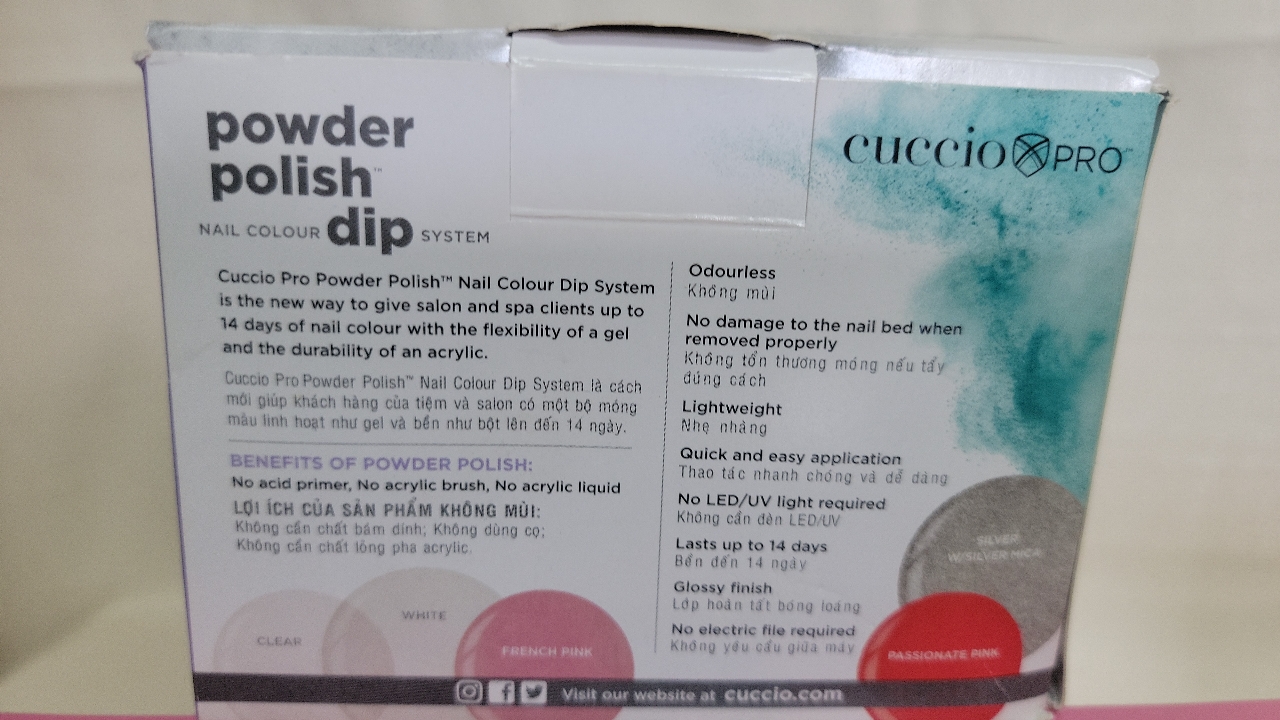 powder
polish™
NAIL COLOUR dip SYSTEM
cuccio PRO™
Cuccio Pro Powder Polish™ Nail Colour Dip System
is the new way to give salon and spa clients up to
14 days of nail colour with the flexibility of a gel
and the durability of an acrylic.
Cuccio Pro Powder Polish™ Nail Colour Dip System là cách
mới giúp khách hàng của tiệm và salon có một bộ móng
màu linh hoạt như gel và bền như bột lên đến 14 ngày.
BENEFITS OF POWDER POLISH:
No acid primer, No acrylic brush, No acrylic liquid
LỢI ÍCH CỦA SẢN PHẨM KHÔNG MÙI:
Không cần chất bám dính; Không dùng cọ;
Không cần chất lỏng pha acrylic.
Odourless
Không mùi
No damage to the nail bed when
removed properly
Không tổn thương móng nếu tẩy
đúng cách
Lightweight
Nhẹ nhàng
Quick and easy application
Thao tác nhanh chóng và dễ dàng
No LED/UV light required
Không cần đèn LED/UV
Lasts up to 14 days
Bền đến 14 ngày
Glossy finish
Lớp hoàn tất bóng loáng
No electric file required
Không yêu cầu giũa máy
CLEAR
WHITE
FRENCH PINK
SILVER
W/SILVER MICA
PASSIONATE PINK
Visit our website at cuccio.com